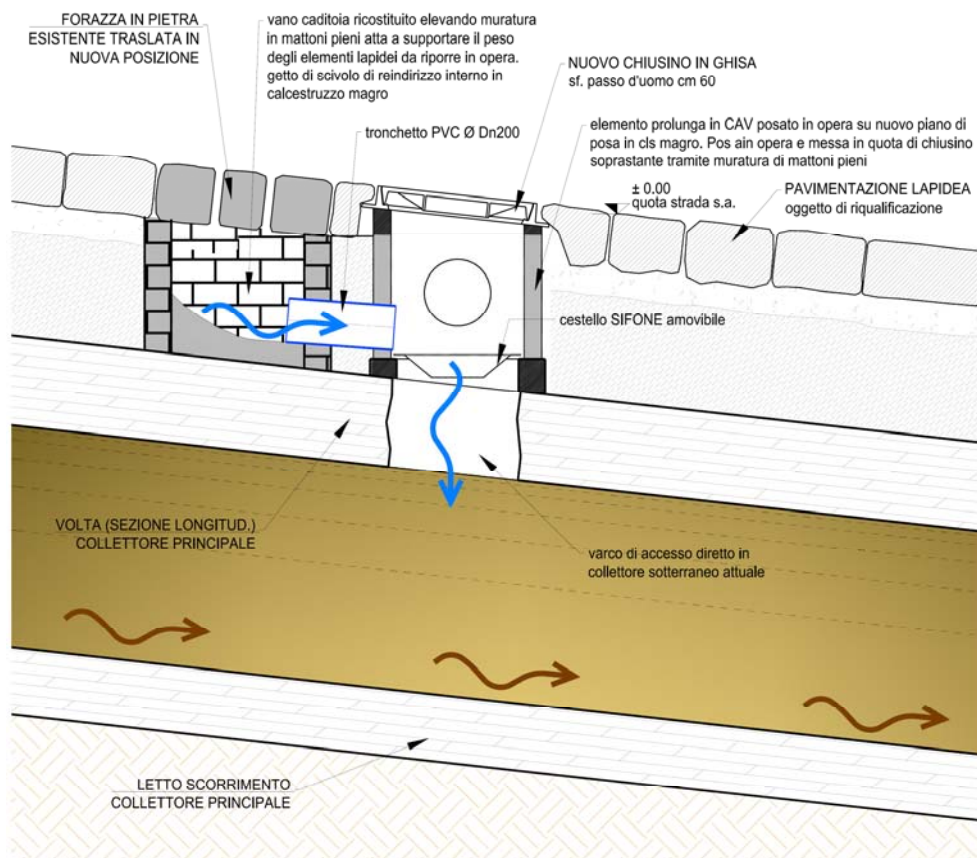 FORAZZA IN PIETRA
ESISTENTE TRASLATA IN
NUOVA POSIZIONE
vano caditoia ricostituito elevando muratura
in mattoni pieni atta a supportare il peso
degli elementi lapidei da riporre in opera.
getto di scivolo di reindirizzo interno in
calcestruzzo magro
NUOVO CHIUSINO IN GHISA
sf. passo d'uomo cm 60
tronchetto PVC Ø Dn200
elemento prolunga in CAV posato in opera su nuovo piano di
posa in cls magro. Pos ain opera e messa in quota di chiusino
soprastante tramite muratura di mattoni pieni
± 0.00
quota strada s.a.
PAVIMENTAZIONE LAPIDEA
oggetto di riqualificazione
cestello SIFONE amovibile
VOLTA (SEZIONE LONGITUD.)
COLLETTORE PRINCIPALE
varco di accesso diretto in
collettore sotterraneo attuale
LETTO SCORRIMENTO
COLLETTORE PRINCIPALE